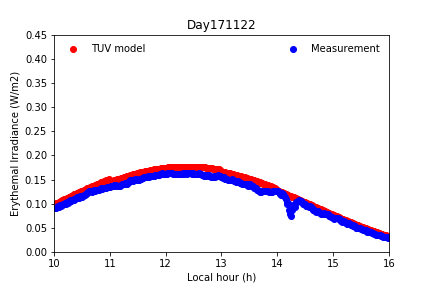 Day171122
TUV model
Measurement
Erythemal Irradiance (W/m2)
0.45
0.40
0.35
0.30
0.25
0.20
0.15
0.10
0.05
0.00
10 11 12 13 14 15 16
Local hour (h)